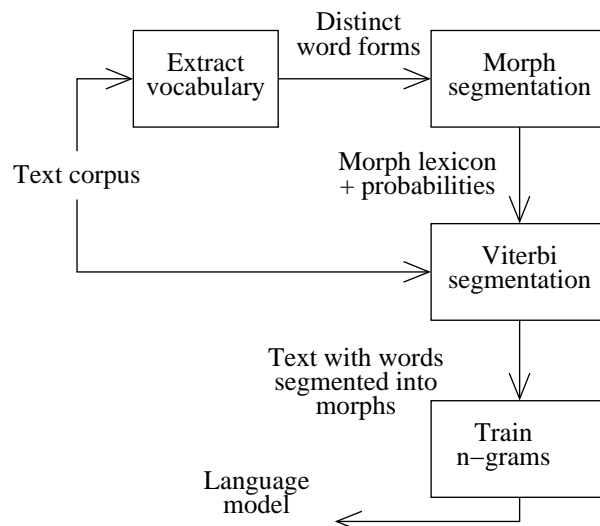 Extract
vocabulary
Distinct
word forms
Morph
segmentation
Text corpus
Morph lexicon
+ probabilities
Viterbi
segmentation
Text with words
segmented into
morphs
Train
n−grams
Language
model